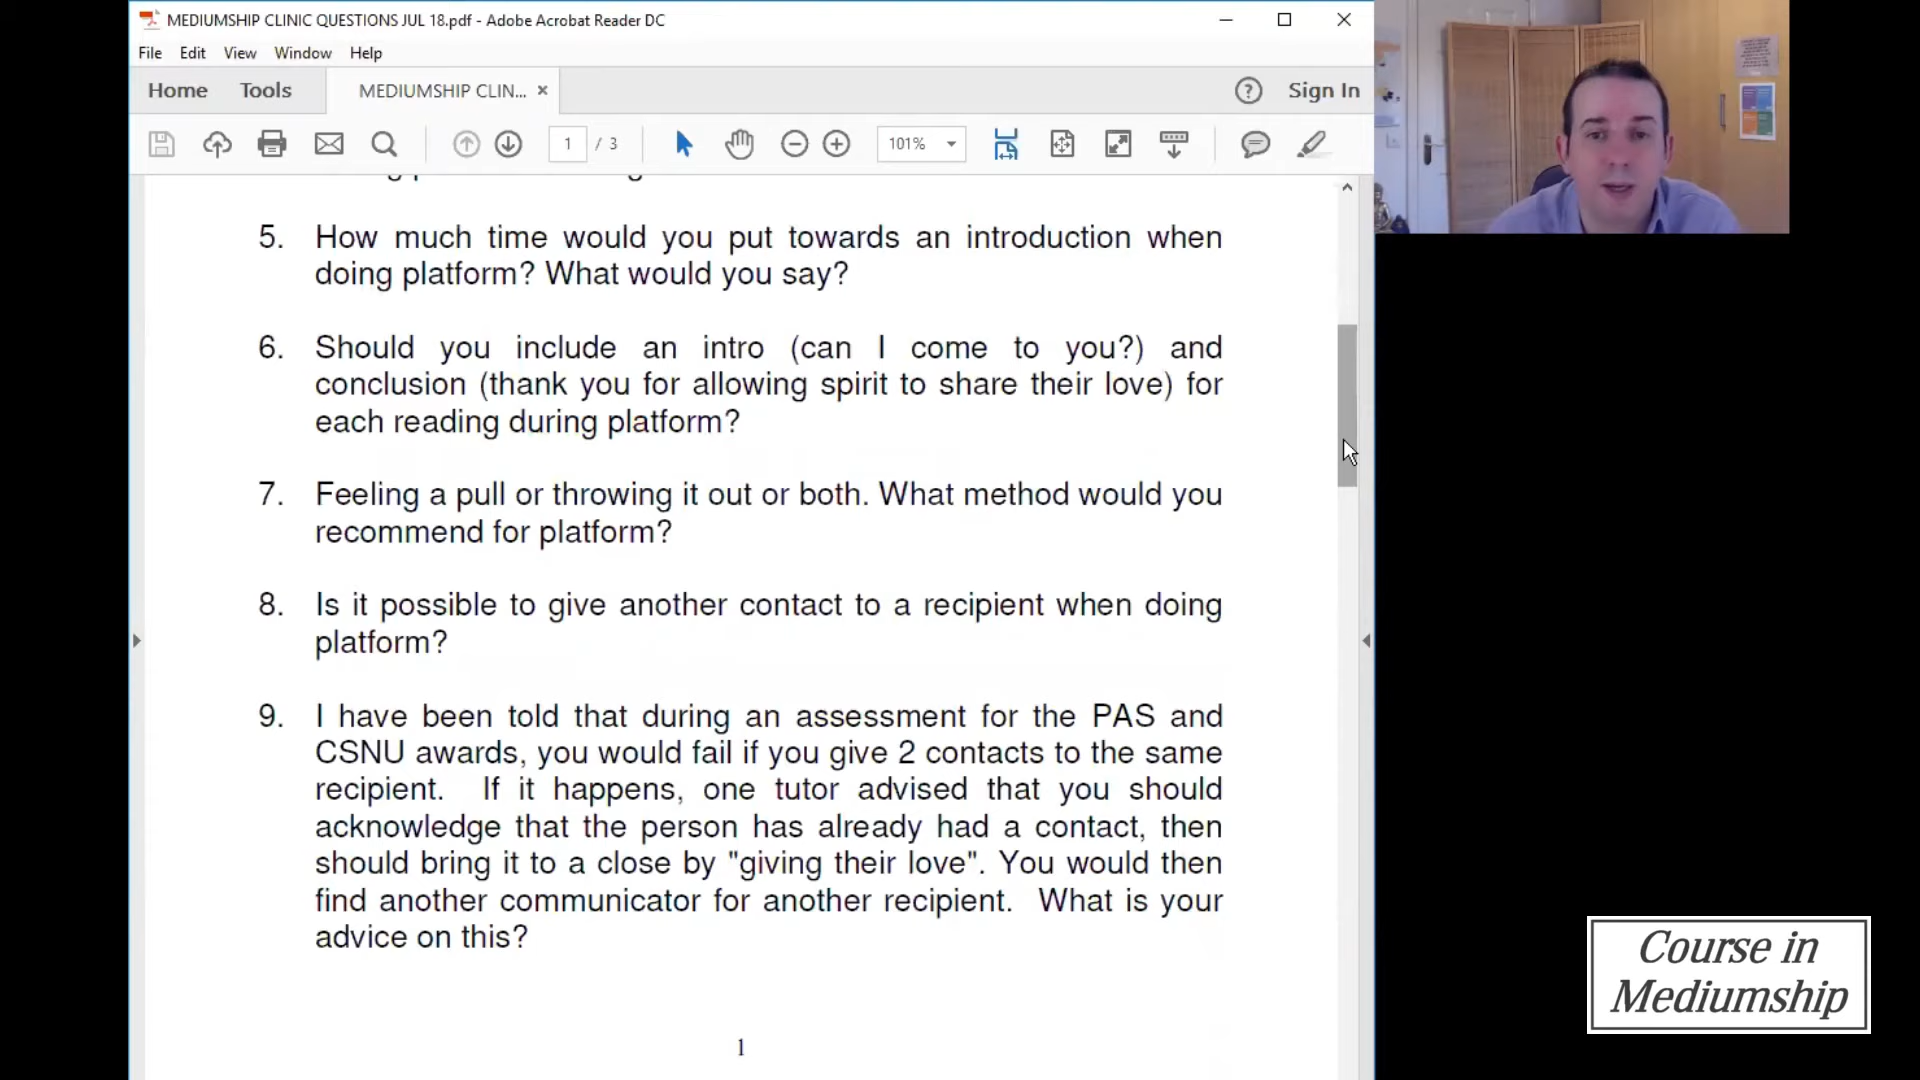 MEDIUMSHIP CLINIC QUESTIONS JUL 18.pdf - Adobe Acrobat Reader DC
File Edit View Window Help
Home Tools MEDIUMSHIP CLIN... × Sign In
1 / 3 101%
5. How much time would you put towards an introduction when
doing platform? What would you say?
6. Should you include an intro (can I come to you?) and
conclusion (thank you for allowing spirit to share their love) for
each reading during platform?
7. Feeling a pull or throwing it out or both. What method would you
recommend for platform?
8. Is it possible to give another contact to a recipient when doing
platform?
9. I have been told that during an assessment for the PAS and
CSNU awards, you would fail if you give 2 contacts to the same
recipient. If it happens, one tutor advised that you should
acknowledge that the person has already had a contact, then
should bring it to a close by "giving their love". You would then
find another communicator for another recipient. What is your
advice on this?
1
Course in
Mediumship